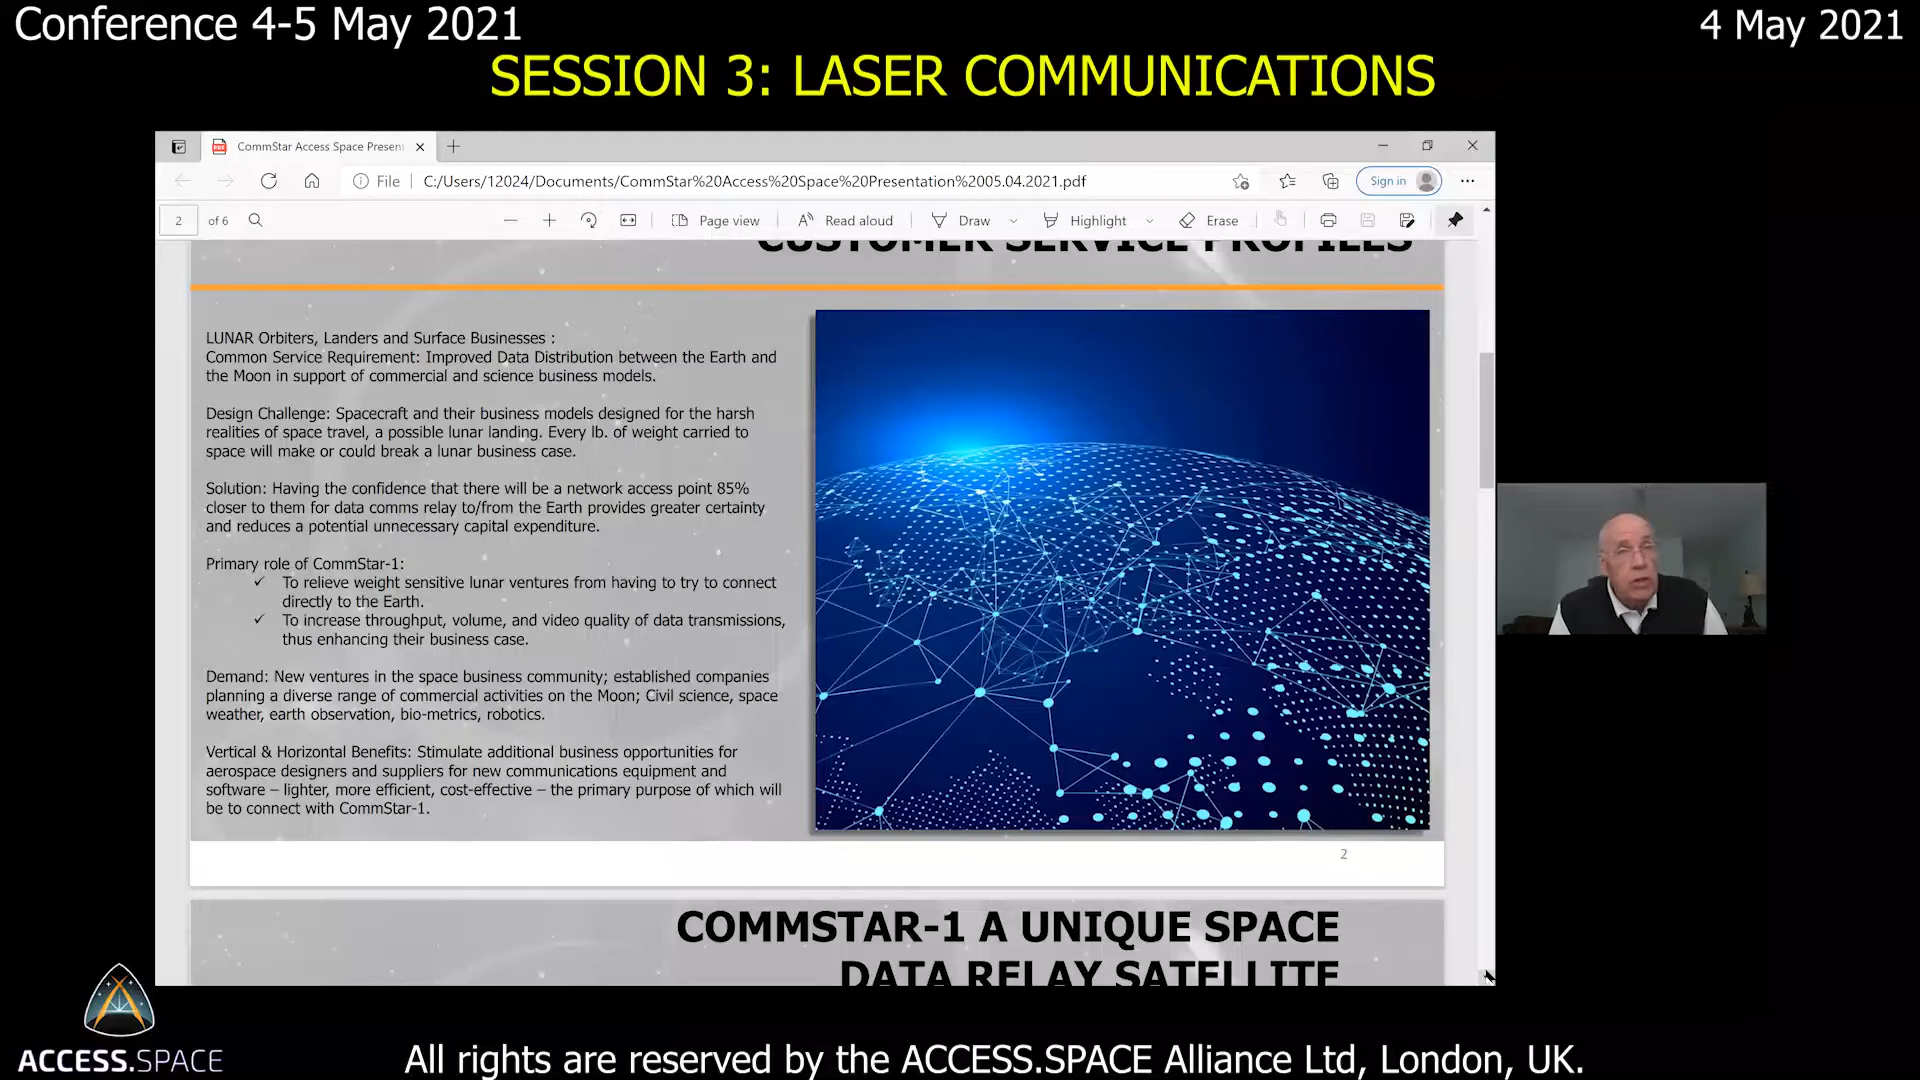 Conference 4-5 May 2021
4 May 2021
SESSION 3: LASER COMMUNICATIONS
CommStar Access Space Presen
File
C:/Users/12024/Documents/CommStar%20Access%20Space%20Presentation%2005.04.2021.pdf
Sign in
2 of 6
Page view
Read aloud
Draw
Highlight
Erase
CUSTOMER SERVICE PROFILES
LUNAR Orbiters, Landers and Surface Businesses :
Common Service Requirement: Improved Data Distribution between the Earth and
the Moon in support of commercial and science business models.
Design Challenge: Spacecraft and their business models designed for the harsh
realities of space travel, a possible lunar landing. Every lb. of weight carried to
space will make or could break a lunar business case.
Solution: Having the confidence that there will be a network access point 85%
closer to them for data comms relay to/from the Earth provides greater certainty
and reduces a potential unnecessary capital expenditure.
Primary role of CommStar-1:
✓ To relieve weight sensitive lunar ventures from having to try to connect
directly to the Earth.
✓ To increase throughput, volume, and video quality of data transmissions,
thus enhancing their business case.
Demand: New ventures in the space business community; established companies
planning a diverse range of commercial activities on the Moon; Civil science, space
weather, earth observation, bio-metrics, robotics.
Vertical & Horizontal Benefits: Stimulate additional business opportunities for
aerospace designers and suppliers for new communications equipment and
software – lighter, more efficient, cost-effective – the primary purpose of which will
be to connect with CommStar-1.
2
COMMSTAR-1 A UNIQUE SPACE
DATA RELAY SATELLITE
ACCESS.SPACE
All rights are reserved by the ACCESS.SPACE Alliance Ltd, London, UK.